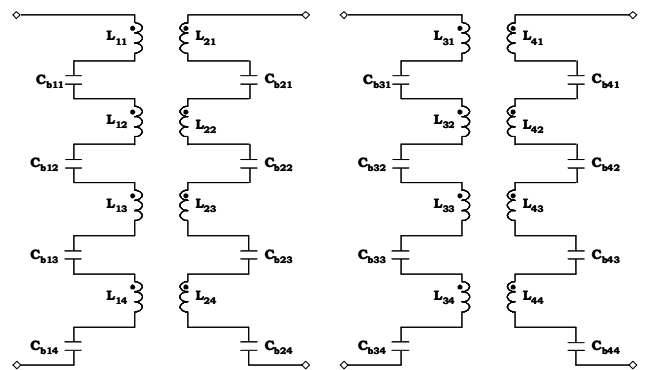 L11 L21 L31 L41
Cb11 Cb21 Cb31 Cb41
L12 L22 L32 L42
Cb12 Cb22 Cb32 Cb42
L13 L23 L33 L43
Cb13 Cb23 Cb33 Cb43
L14 L24 L34 L44
Cb14 Cb24 Cb34 Cb44